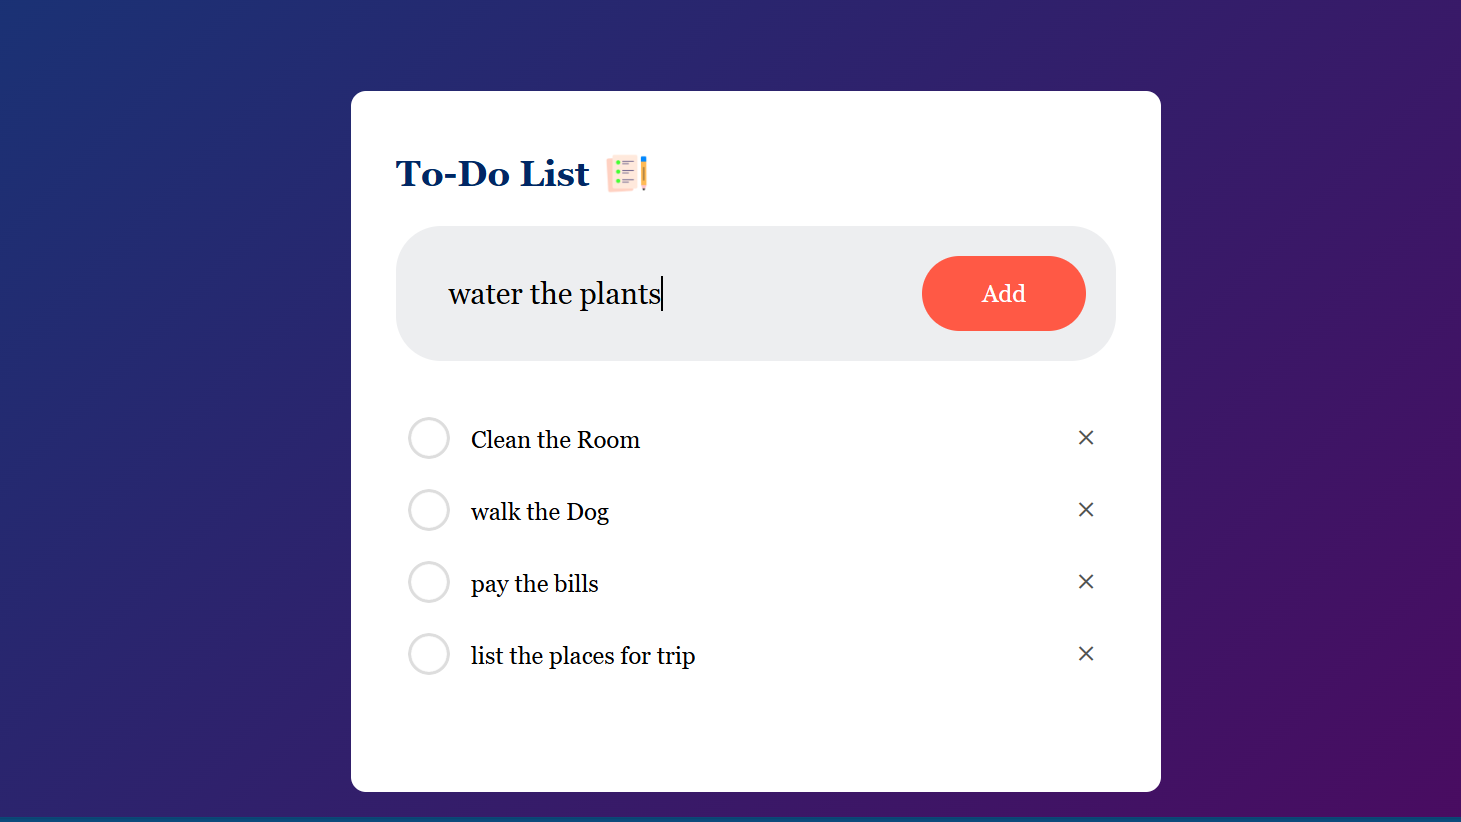 To-Do List
water the plants
Add
Clean the Room
walk the Dog
pay the bills
list the places for trip